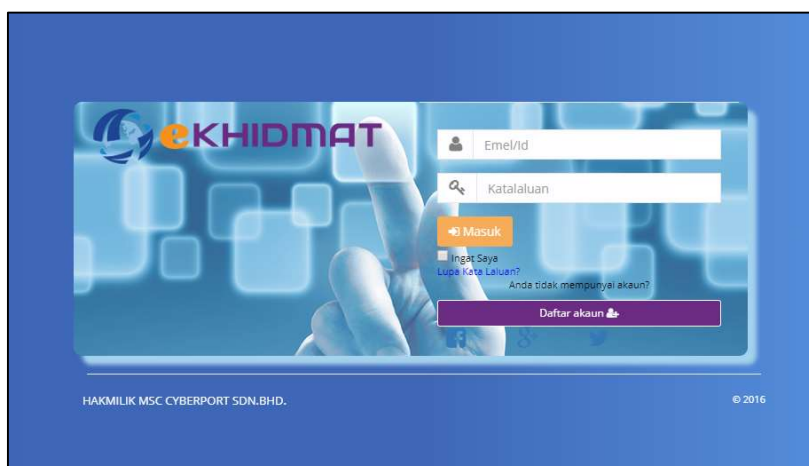 eKHIDMAT
Emel/Id
Katalaluan
Masuk
Ingat Saya
Lupa Kata Laluan?
Anda tidak mempunyai akaun?
Daftar akaun
HAKMILIK MSC CYBERPORT SDN.BHD.
© 2016